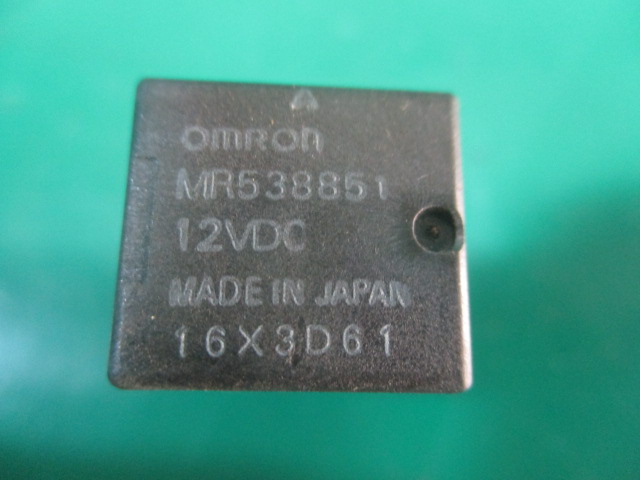 omron
MR538851
12VDC
MADE IN JAPAN
16X3D61